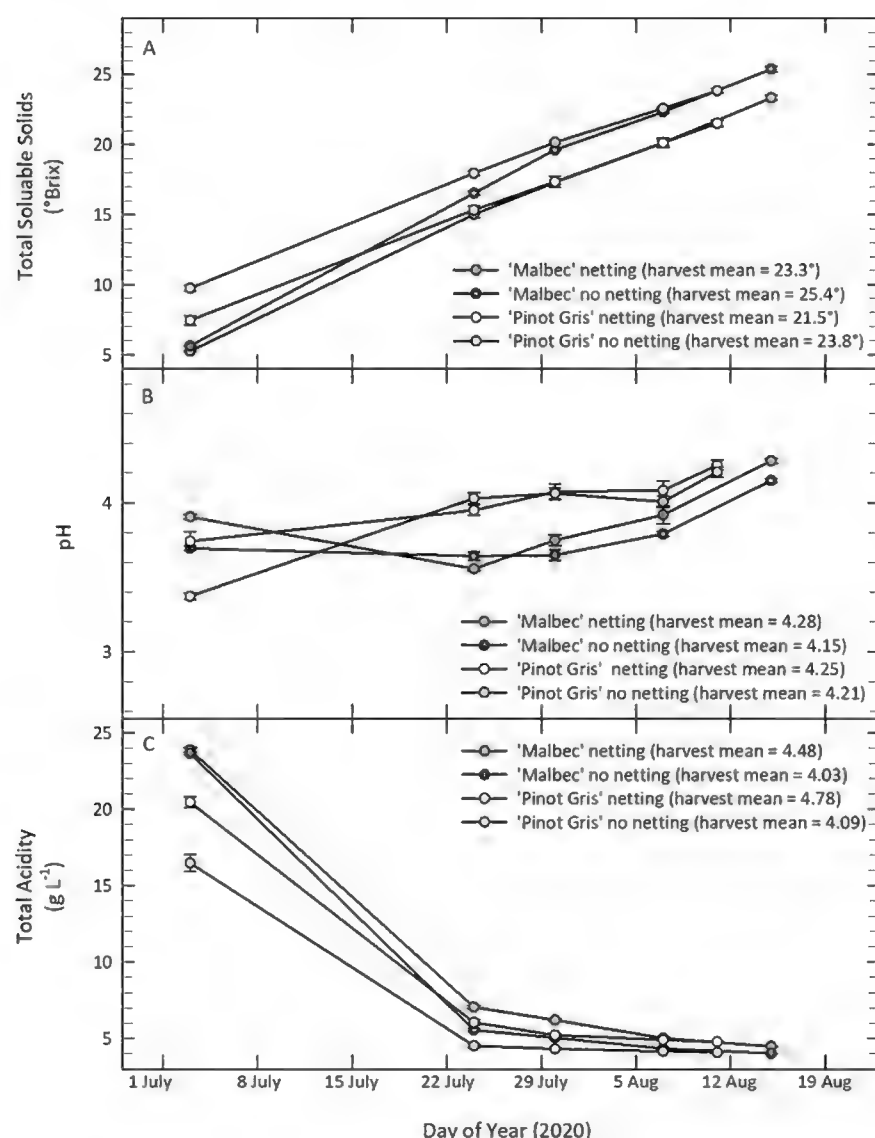 A
Total Soluable Solids
(°Brix)
25
20
15
10
5
'Malbec' netting (harvest mean = 23.3°)
'Malbec' no netting (harvest mean = 25.4°)
'Pinot Gris' netting (harvest mean = 21.5°)
'Pinot Gris' no netting (harvest mean = 23.8°)
B
pH
4
3
'Malbec' netting (harvest mean = 4.28)
'Malbec' no netting (harvest mean = 4.15)
'Pinot Gris' netting (harvest mean = 4.25)
'Pinot Gris' no netting (harvest mean = 4.21)
C
Total Acidity
(g L⁻¹)
25
20
15
10
5
'Malbec' netting (harvest mean = 4.48)
'Malbec' no netting (harvest mean = 4.03)
'Pinot Gris' netting (harvest mean = 4.78)
'Pinot Gris' no netting (harvest mean = 4.09)
1 July 8 July 15 July 22 July 29 July 5 Aug 12 Aug 19 Aug
Day of Year (2020)